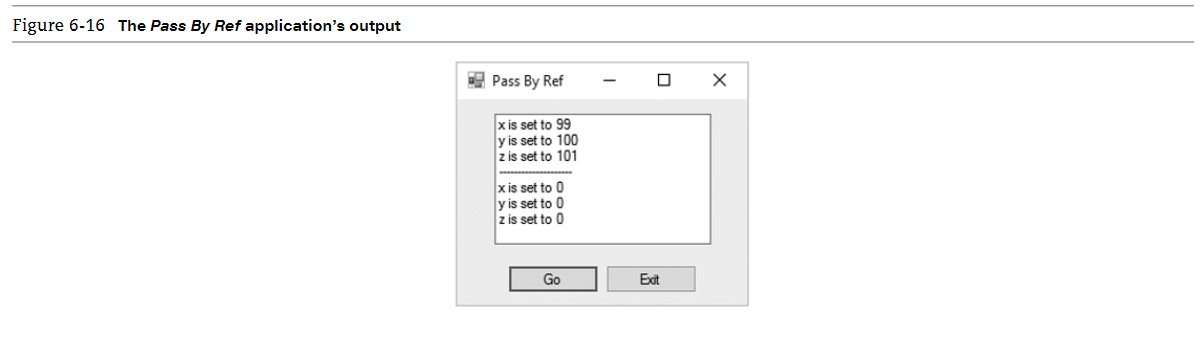 Figure 6-16 The Pass By Ref application’s output
Pass By Ref
x is set to 99
y is set to 100
z is set to 101
--------------------
x is set to 0
y is set to 0
z is set to 0
Go Exit